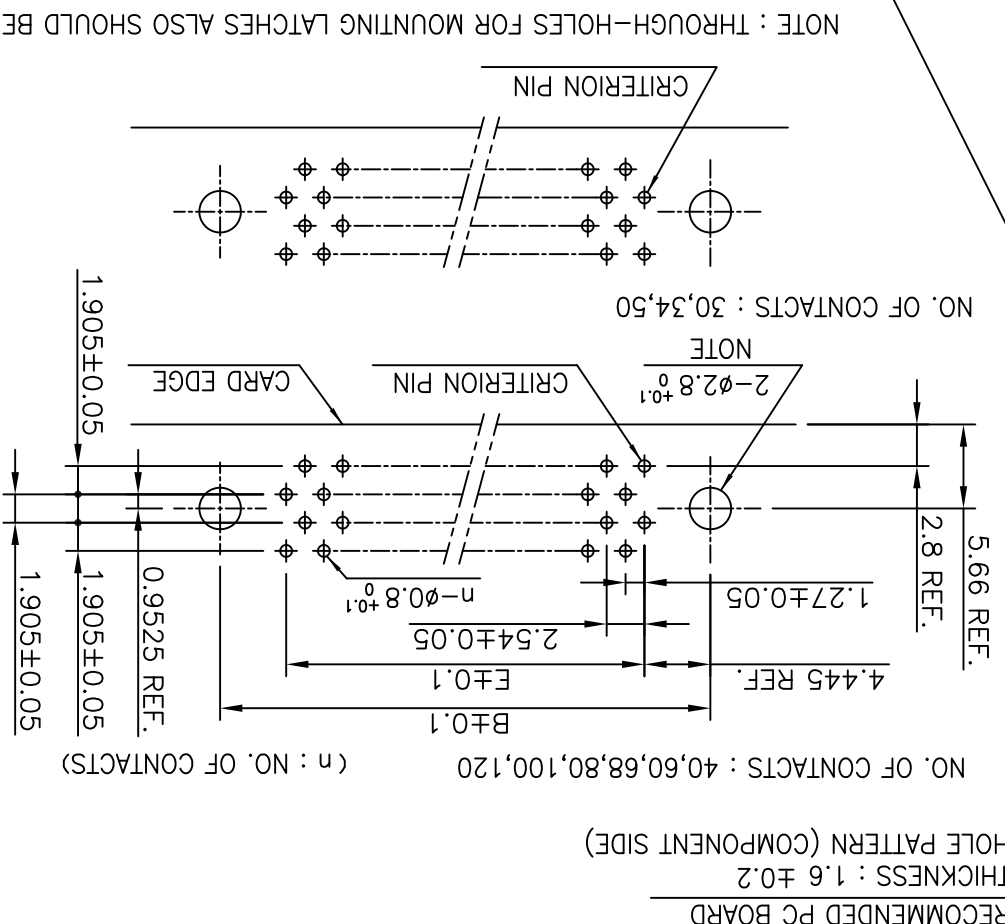 RECOMMENDED PC BOARD
THICKNESS : 1.6 ±0.2
HOLE PATTERN (COMPONENT SIDE)
NO. OF CONTACTS : 40,60,68,80,100,120
(n : NO. OF CONTACTS)
B±0.1
4.445 REF.
E±0.1
2.54±0.05
1.27±0.05
n-ø0.8 +0.1 0
5.66 REF.
2.8 REF.
0.9525 REF.
1.905±0.05
1.905±0.05
1.905±0.05
2-ø2.8 +0.1 0
NOTE
CRITERION PIN
CARD EDGE
NO. OF CONTACTS : 30,34,50
CRITERION PIN
NOTE : THROUGH-HOLES FOR MOUNTING LATCHES ALSO SHOULD BE